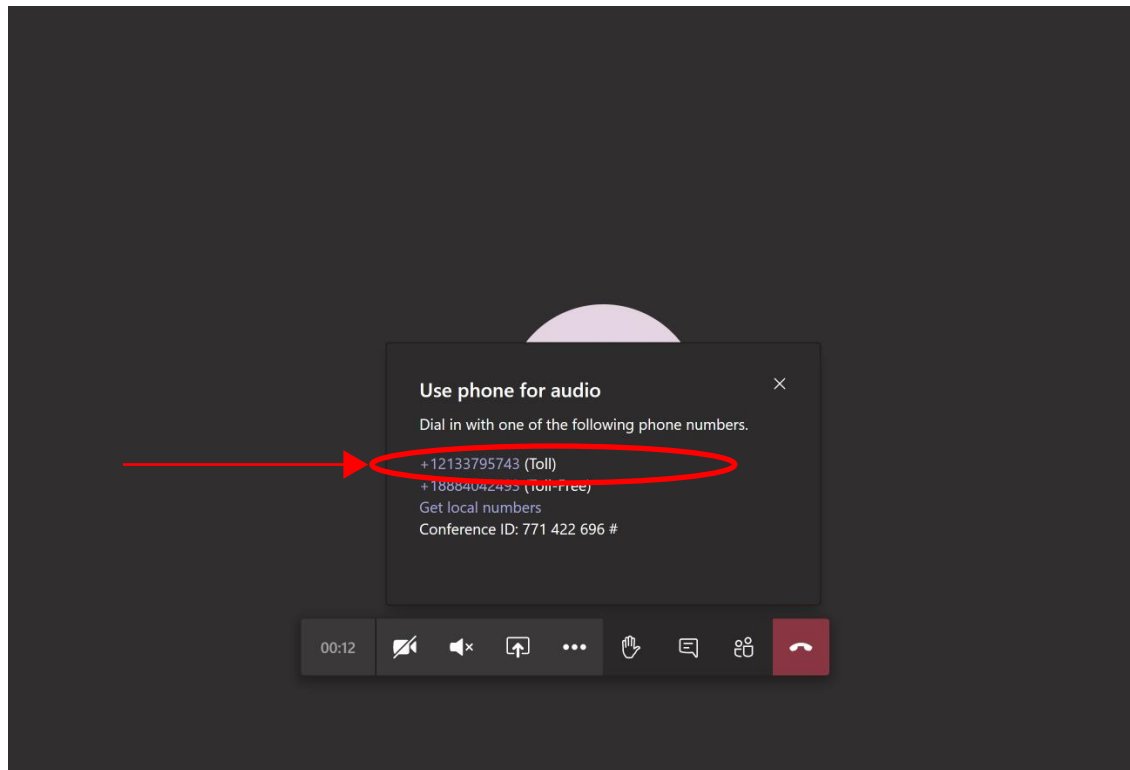 Use phone for audio
Dial in with one of the following phone numbers.
+12133795743 (Toll)
+18884042493 (Toll-Free)
Get local numbers
Conference ID: 771 422 696 #
00:12